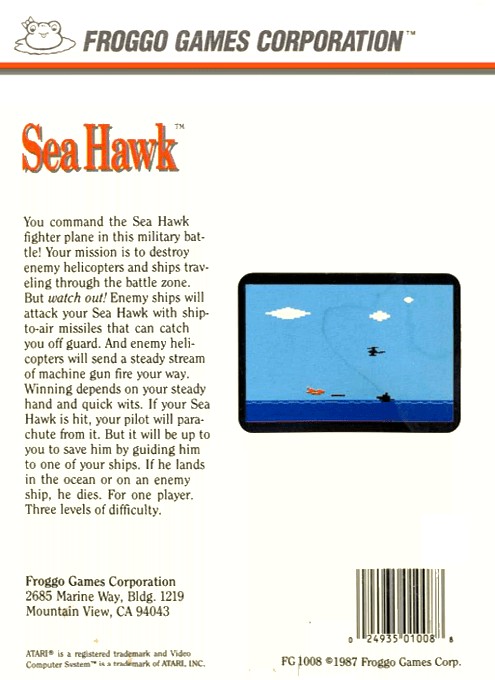 FROGGO GAMES CORPORATION™
Sea Hawk™
You command the Sea Hawk
fighter plane in this military bat-
tle! Your mission is to destroy
enemy helicopters and ships trav-
eling through the battle zone.
But watch out! Enemy ships will
attack your Sea Hawk with ship-
to-air missiles that can catch
you off guard. And enemy heli-
copters will send a steady stream
of machine gun fire your way.
Winning depends on your steady
hand and quick wits. If your Sea
Hawk is hit, your pilot will para-
chute from it. But it will be up to
you to save him by guiding him
to one of your ships. If he lands
in the ocean or on an enemy
ship, he dies. For one player.
Three levels of difficulty.
Froggo Games Corporation
2685 Marine Way, Bldg. 1219
Mountain View, CA 94043
ATARI® is a registered trademark and Video
Computer System™ is a trademark of ATARI, INC.
0 24935 01008 8
FG 1008 ©1987 Froggo Games Corp.